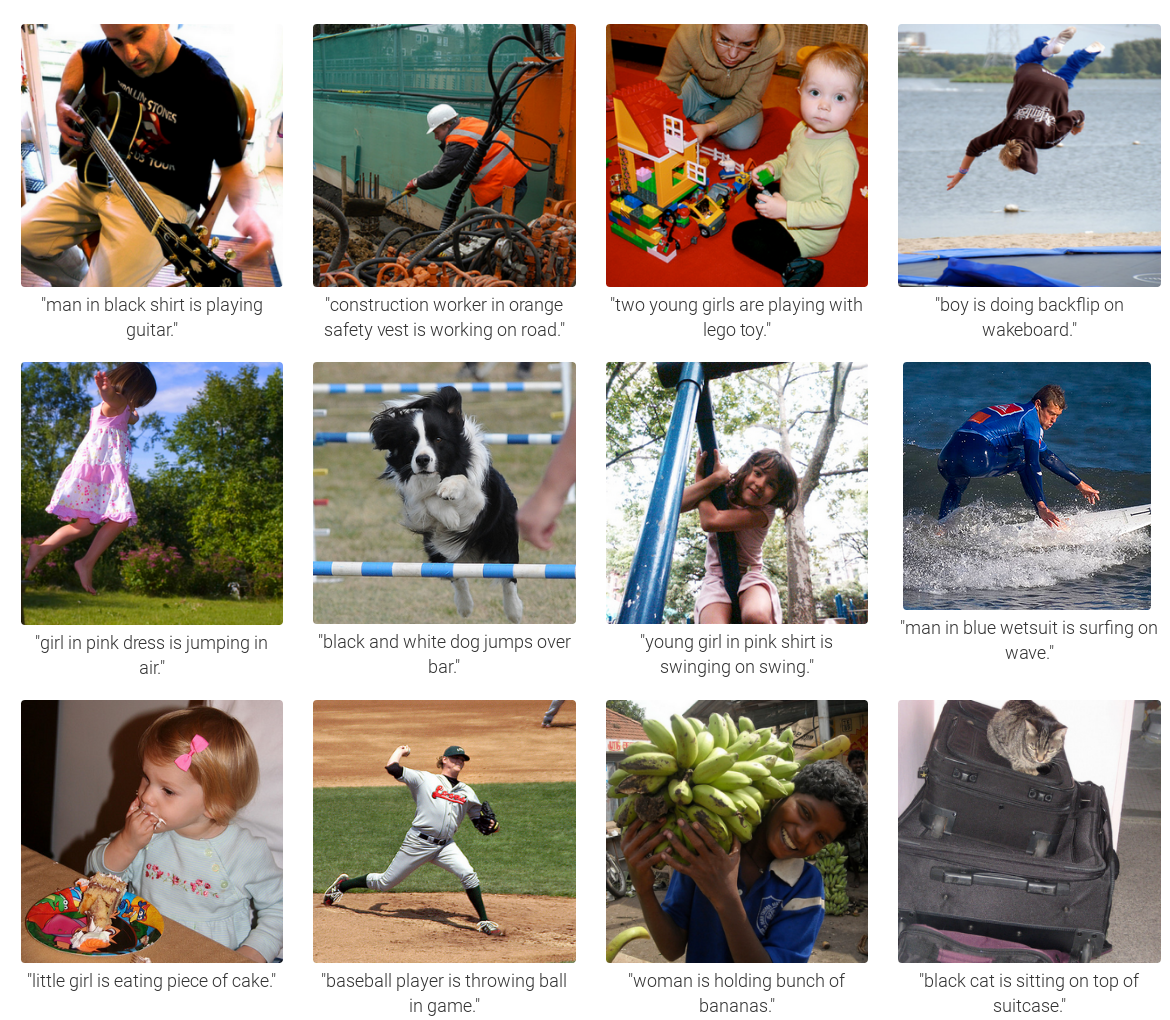 ROLLIN STONES
US TOUR
"man in black shirt is playing
guitar."
"construction worker in orange
safety vest is working on road."
"two young girls are playing with
lego toy."
"boy is doing backflip on
wakeboard."
"girl in pink dress is jumping in
air."
"black and white dog jumps over
bar."
"young girl in pink shirt is
swinging on swing."
"man in blue wetsuit is surfing on
wave."
"little girl is eating piece of cake."
"baseball player is throwing ball
in game."
"woman is holding bunch of
bananas."
"black cat is sitting on top of
suitcase."